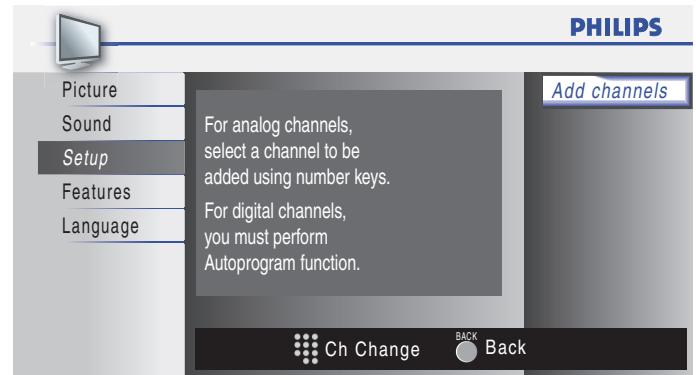 PHILIPS
Picture
Sound
Setup
Features
Language
For analog channels,
select a channel to be
added using number keys.
For digital channels,
you must perform
Autoprogram function.
Add channels
Ch Change
BACK Back